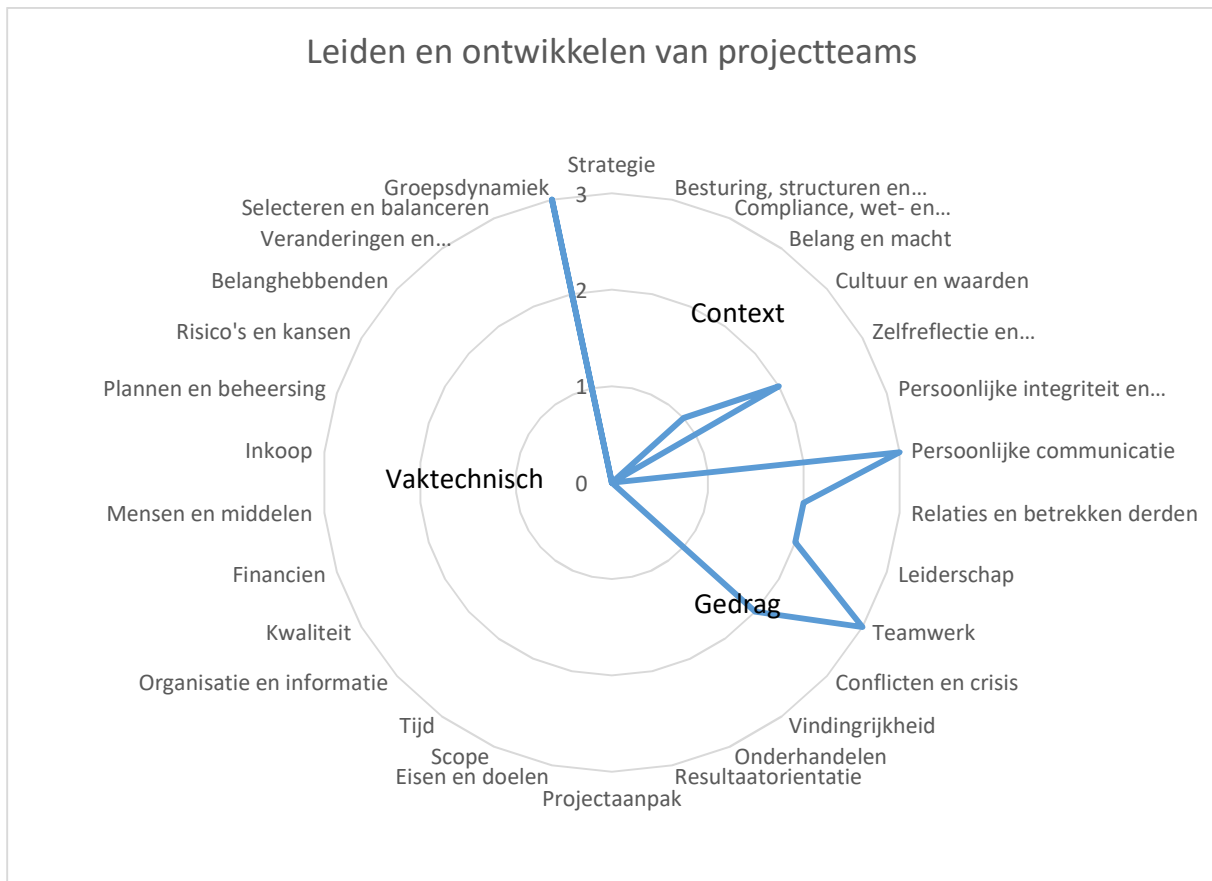 Leiden en ontwikkelen van projectteams
Strategie
Besturing, structuren en...
Compliance, wet- en...
Belang en macht
Cultuur en waarden
Zelfreflectie en...
Persoonlijke integriteit en...
Persoonlijke communicatie
Relaties en betrekken derden
Leiderschap
Teamwerk
Conflicten en crisis
Vindingrijkheid
Onderhandelen
Resultaatorientatie
Projectaanpak
Eisen en doelen
Scope
Tijd
Organisatie en informatie
Kwaliteit
Financien
Mensen en middelen
Inkoop
Plannen en beheersing
Risico's en kansen
Belanghebbenden
Veranderingen en...
Selecteren en balanceren
Groepsdynamiek
3
2
1
0
Context
Vaktechnisch
Gedrag